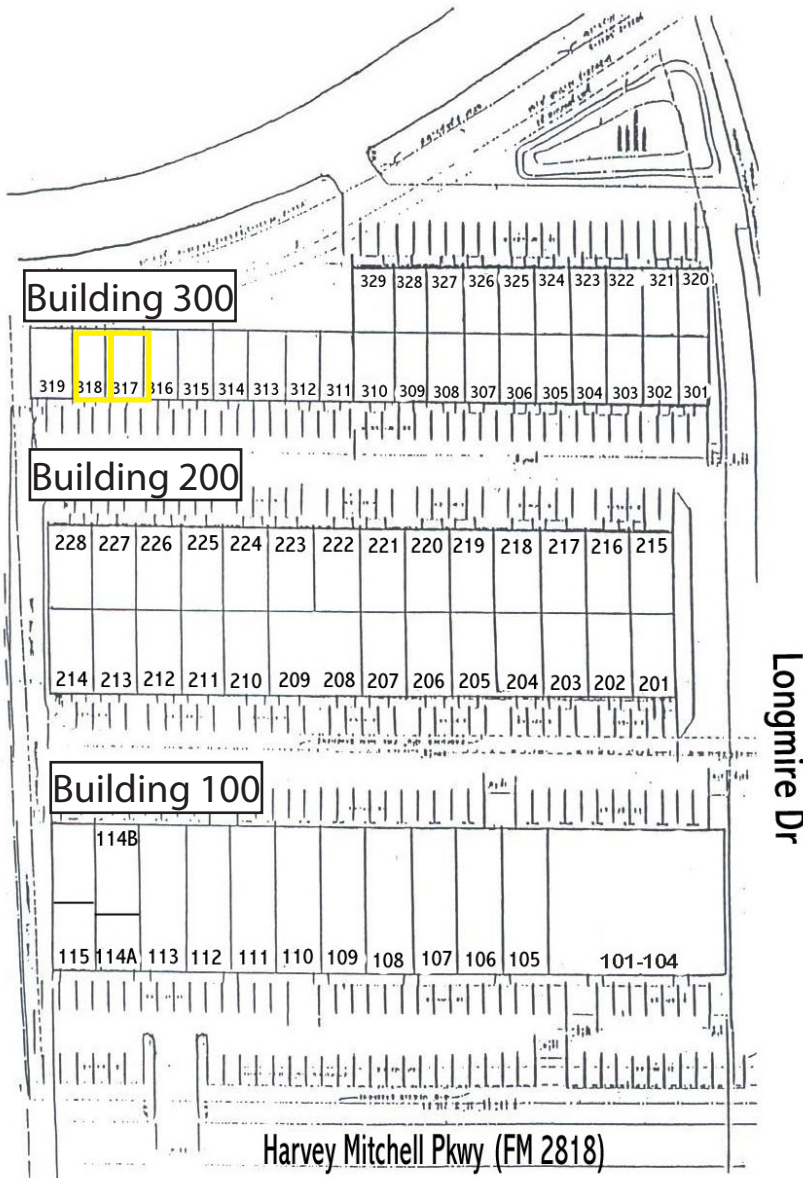 329 328 327 326 325 324 323 322 321 320
Building 300
319 318 317 316 315 314 313 312 311 310 309 308 307 306 305 304 303 302 301
Building 200
228 227 226 225 224 223 222 221 220 219 218 217 216 215
214 213 212 211 210 209 208 207 206 205 204 203 202 201
Longmire Dr
Building 100
114B
115 114A 113 112 111 110 109 108 107 106 105 101-104
Harvey Mitchell Pkwy (FM 2818)